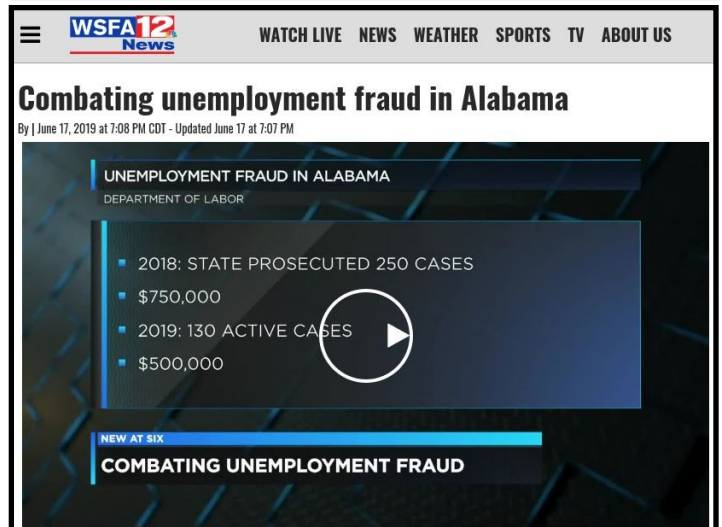 WSFA12 News WATCH LIVE NEWS WEATHER SPORTS TV ABOUT US
Combating unemployment fraud in Alabama
By | June 17, 2019 at 7:08 PM CDT - Updated June 17 at 7:07 PM
UNEMPLOYMENT FRAUD IN ALABAMA
DEPARTMENT OF LABOR
2018: STATE PROSECUTED 250 CASES
$750,000
2019: 130 ACTIVE CASES
$500,000
NEW AT SIX
COMBATING UNEMPLOYMENT FRAUD